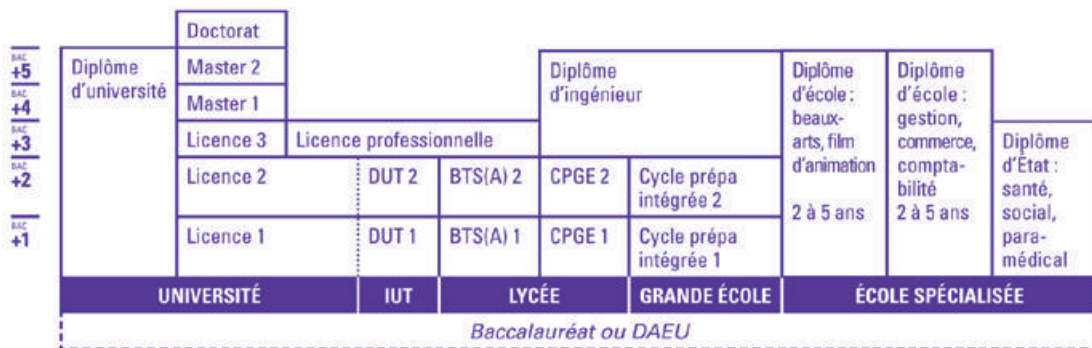 Doctorat
BAC
+5
Diplôme
d'université
Master 2
Diplôme
d'ingénieur
Diplôme
d'école :
beaux-
arts, film
d'animation
2 à 5 ans
Diplôme
d'école :
gestion,
commerce,
compta-
bilité
2 à 5 ans
BAC
+4
Master 1
BAC
+3
Licence 3
Licence professionnelle
Diplôme
d'État :
santé,
social,
para-
médical
BAC
+2
Licence 2
DUT 2
BTS(A) 2
CPGE 2
Cycle prépa
intégrée 2
BAC
+1
Licence 1
DUT 1
BTS(A) 1
CPGE 1
Cycle prépa
intégrée 1
UNIVERSITÉ
IUT
LYCÉE
GRANDE ÉCOLE
ÉCOLE SPÉCIALISÉE
Baccalauréat ou DAEU